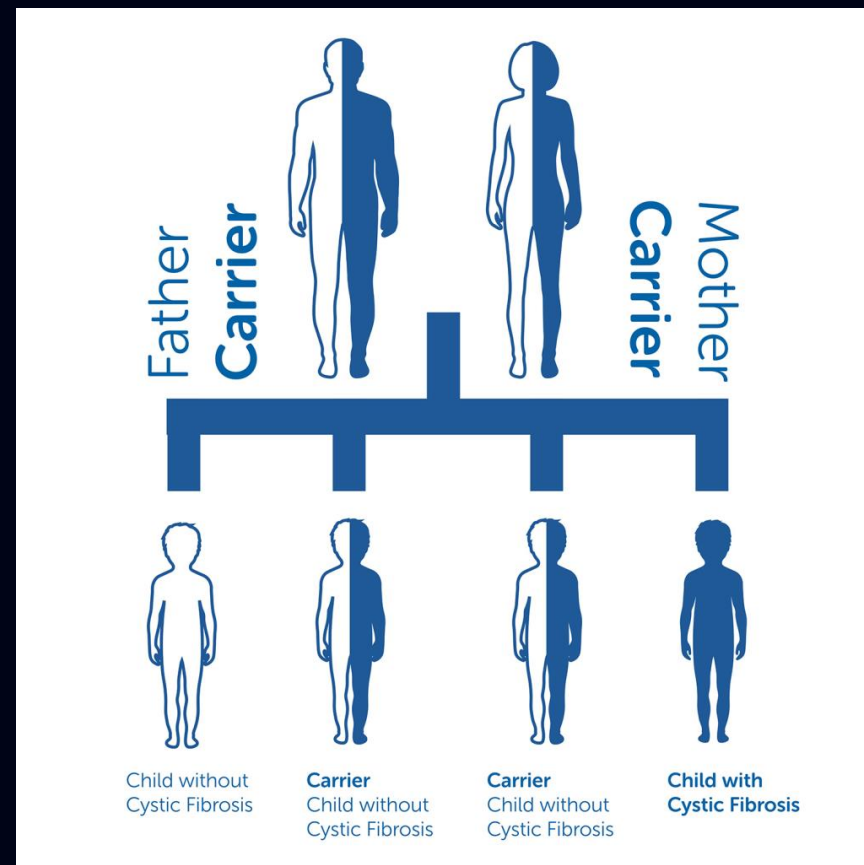 Father
Carrier
Carrier
Mother
Child without
Cystic Fibrosis
Carrier
Child without
Cystic Fibrosis
Carrier
Child without
Cystic Fibrosis
Child with
Cystic Fibrosis